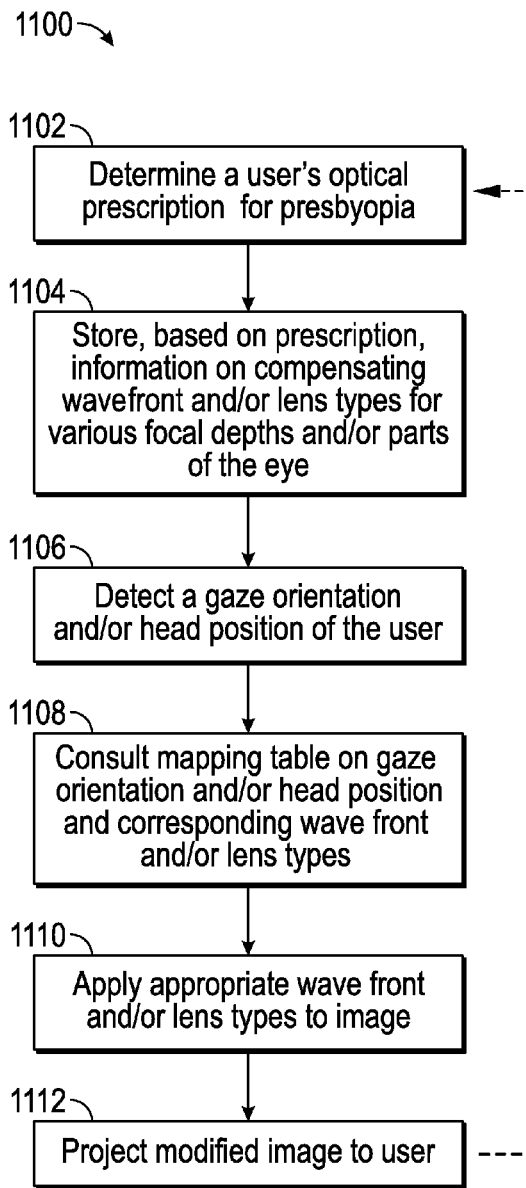 1100
1102
Determine a user's optical
prescription for presbyopia
1104
Store, based on prescription,
information on compensating
wavefront and/or lens types for
various focal depths and/or parts
of the eye
1106
Detect a gaze orientation
and/or head position of the user
1108
Consult mapping table on gaze
orientation and/or head position
and corresponding wave front
and/or lens types
1110
Apply appropriate wave front
and/or lens types to image
1112
Project modified image to user